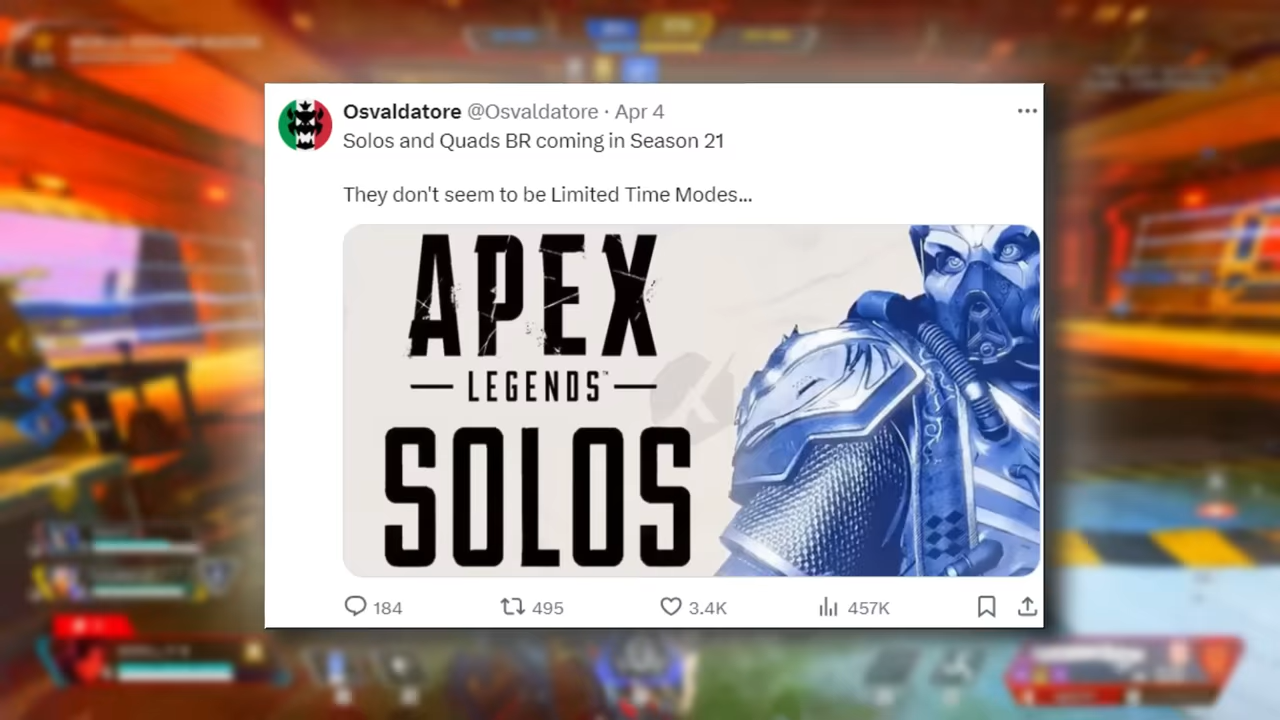 Osvaldatore @Osvaldatore · Apr 4
Solos and Quads BR coming in Season 21
They don't seem to be Limited Time Modes...
APEX
LEGENDS™
SOLOS
184 495 3.4K 457K